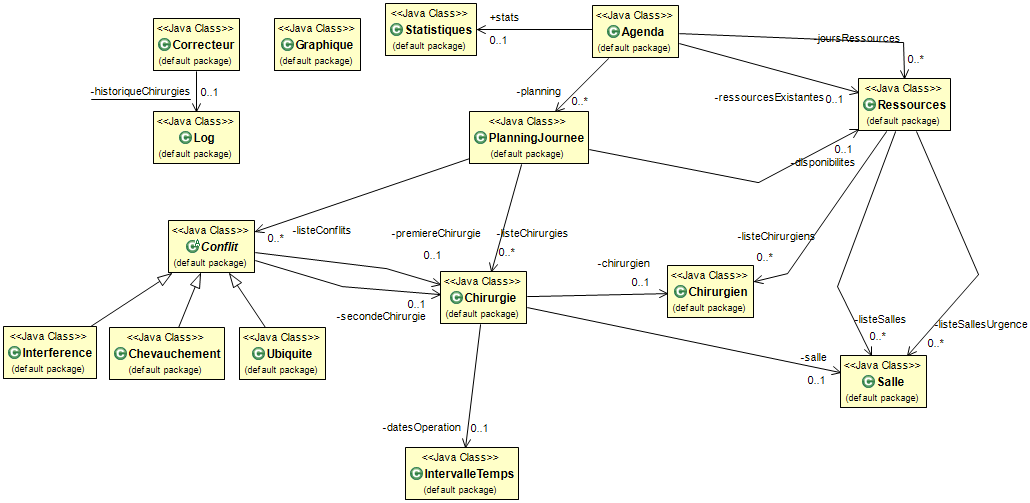 <<Java Class>>
Statistiques
(default package)
+stats
0..1
<<Java Class>>
Agenda
(default package)
<<Java Class>>
Correcteur
(default package)
<<Java Class>>
Graphique
(default package)
-joursRessources
0..*
-historiqueChirurgies
0..1
-planning
0..*
-ressourcesExistantes
0..1
<<Java Class>>
Ressources
(default package)
<<Java Class>>
Log
(default package)
<<Java Class>>
PlanningJournee
(default package)
0..1
-disponibilites
<<Java Class>>
Conflit
(default package)
-listeConflits
0..*
-premiereChirurgie
0..1
-listeChirurgies
0..*
-listeChirurgiens
0..*
-chirurgien
0..1
<<Java Class>>
Chirurgie
(default package)
<<Java Class>>
Chirurgien
(default package)
0..1
-secondeChirurgie
-listeSalles
0..*
-listeSallesUrgence
0..*
<<Java Class>>
Interference
(default package)
<<Java Class>>
Chevauchement
(default package)
<<Java Class>>
Ubiquite
(default package)
-salle
0..1
<<Java Class>>
Salle
(default package)
-datesOperation
0..1
<<Java Class>>
IntervalleTemps
(default package)